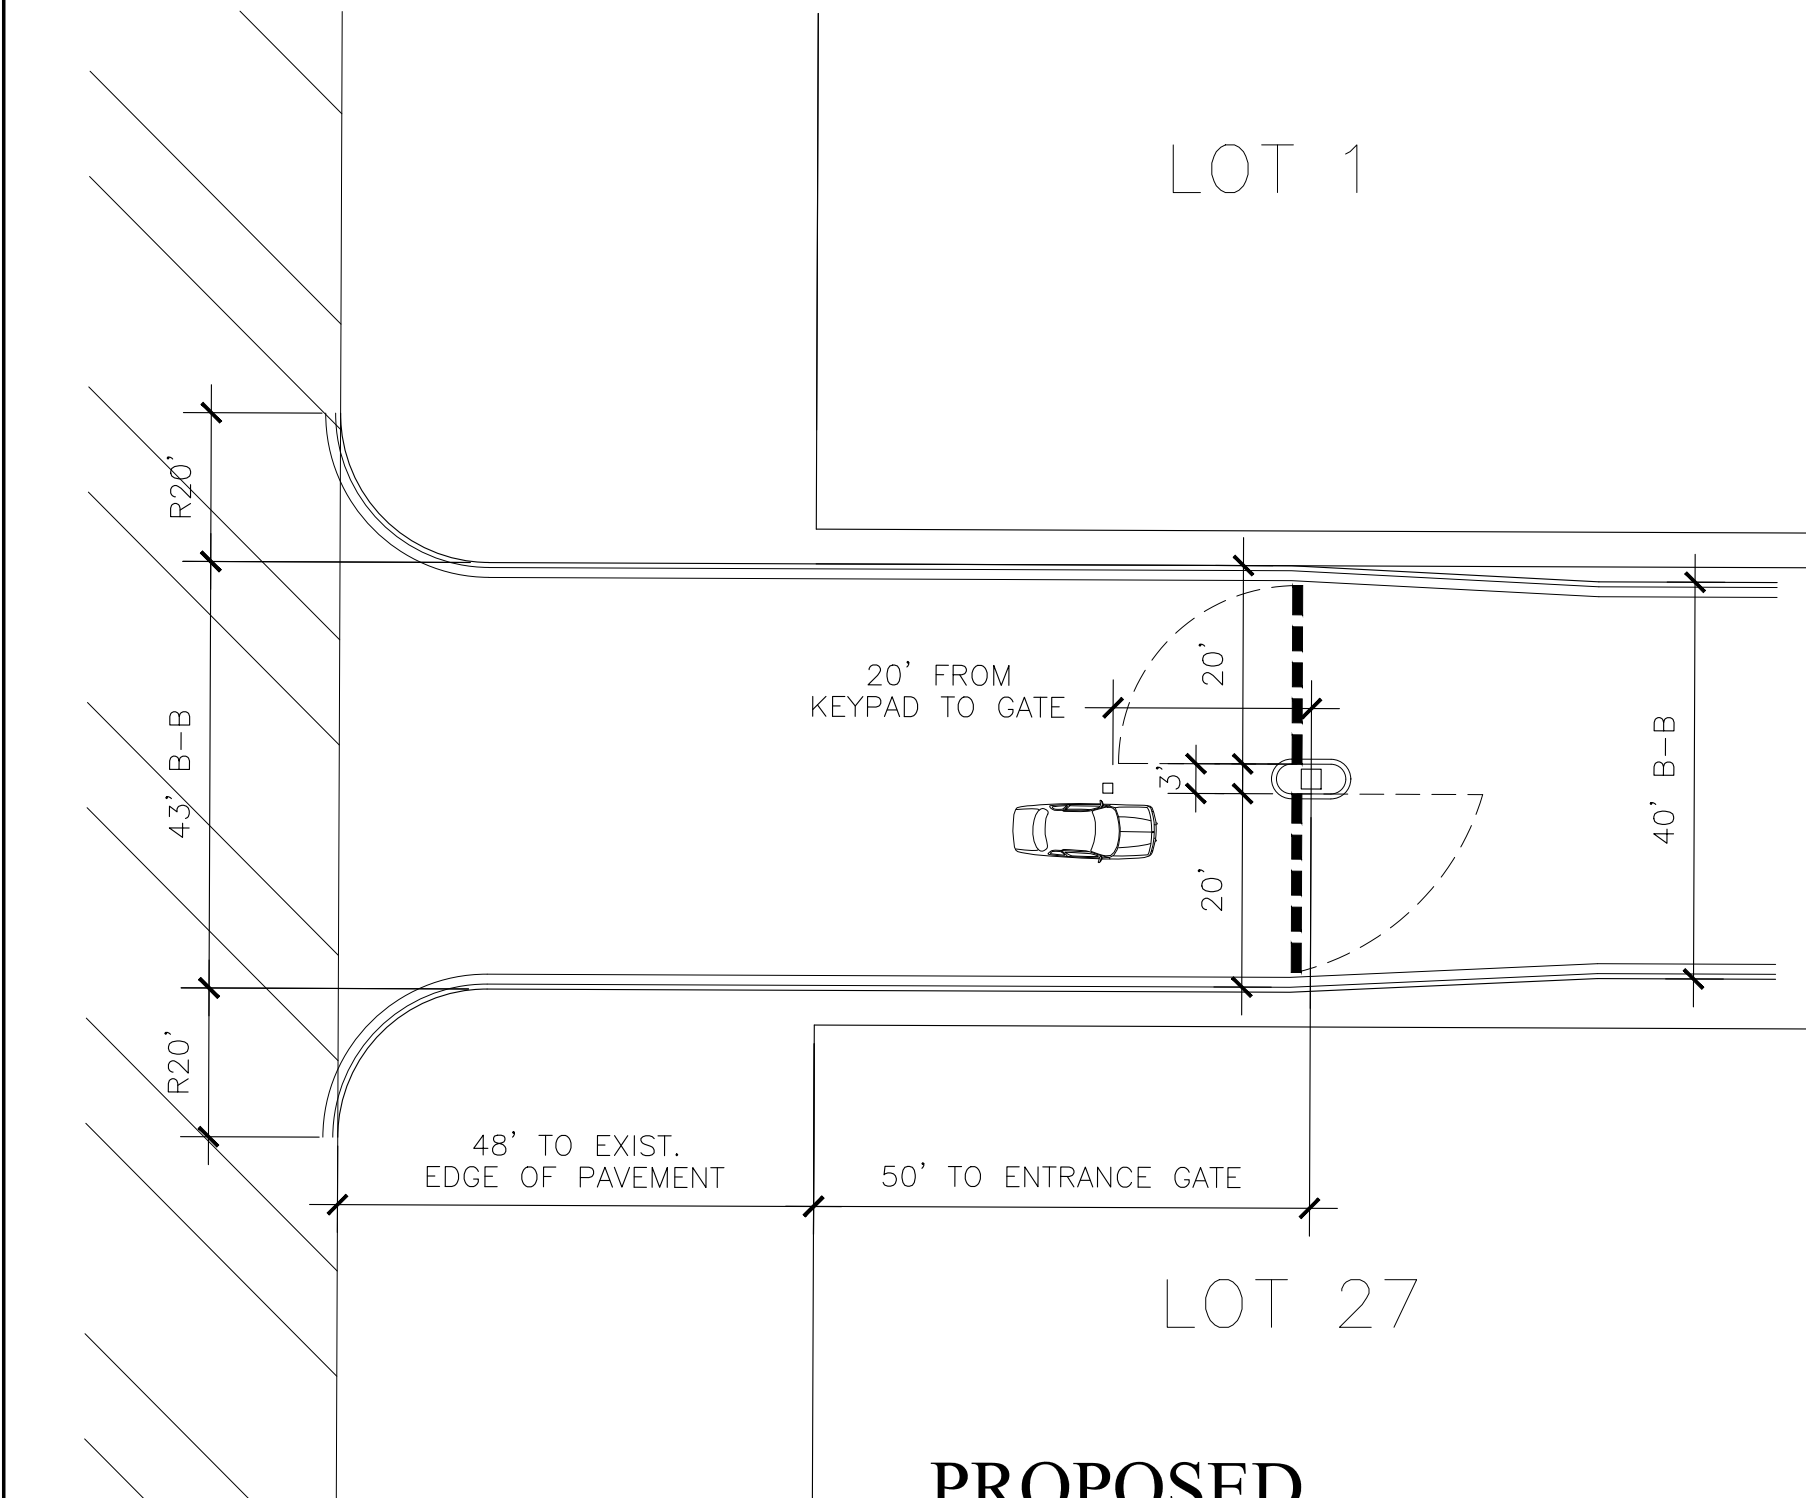 LOT 1
R20'
20' FROM
KEYPAD TO GATE
20'
3'
43' B-B
40' B-B
20'
R20'
48' TO EXIST.
EDGE OF PAVEMENT
50' TO ENTRANCE GATE
LOT 27
PROPOSED